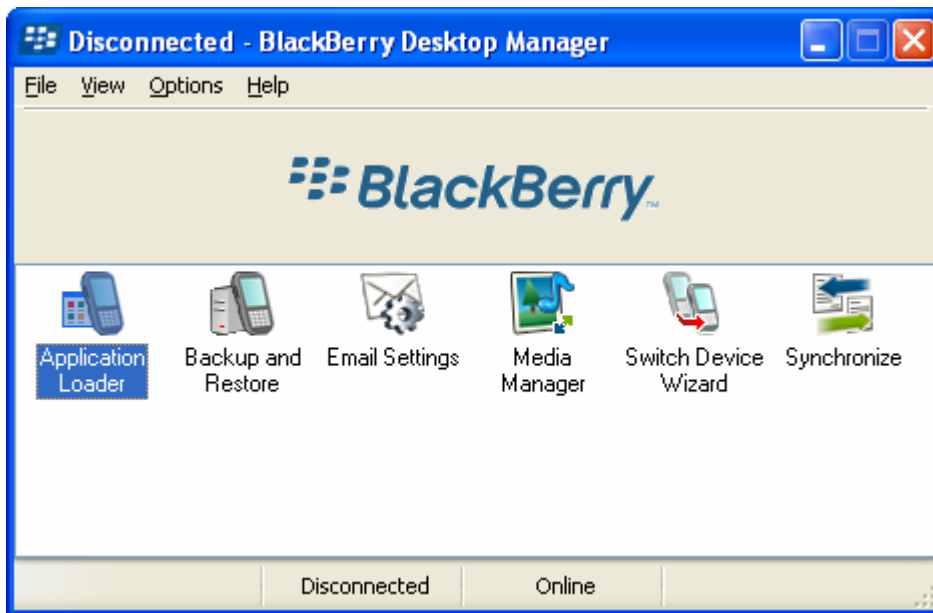 Disconnected - BlackBerry Desktop Manager
File View Options Help
BlackBerry™
Application Loader
Backup and Restore
Email Settings
Media Manager
Switch Device Wizard
Synchronize
Disconnected Online